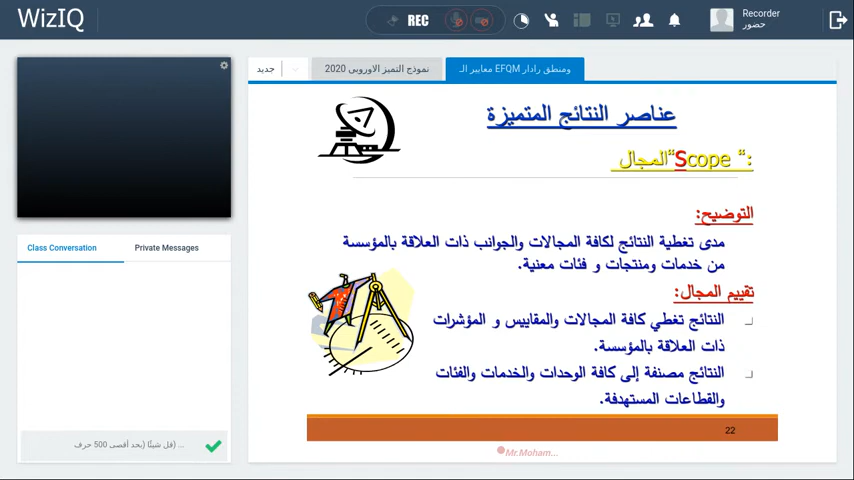 WizIQ
REC
Recorder
حضور
جديد
نموذج التميز الاوروبي 2020
ومنطق رادار EFQM معايير الـ
عناصر النتائج المتميزة
المجال "Scope" :
التوضيح:
مدى تغطية النتائج لكافة المجالات والجوانب ذات العلاقة بالمؤسسة
من خدمات ومنتجات و فئات معنية.
تقييم المجال:
النتائج تغطي كافة المجالات والمقاييس و المؤشرات
ذات العلاقة بالمؤسسة.
النتائج مصنفة إلى كافة الوحدات والخدمات والفئات
والقطاعات المستهدفة.
22
Mr.Moham...
Class Conversation
Private Messages
... (قل شيئًا (بحد أقصى 500 حرف